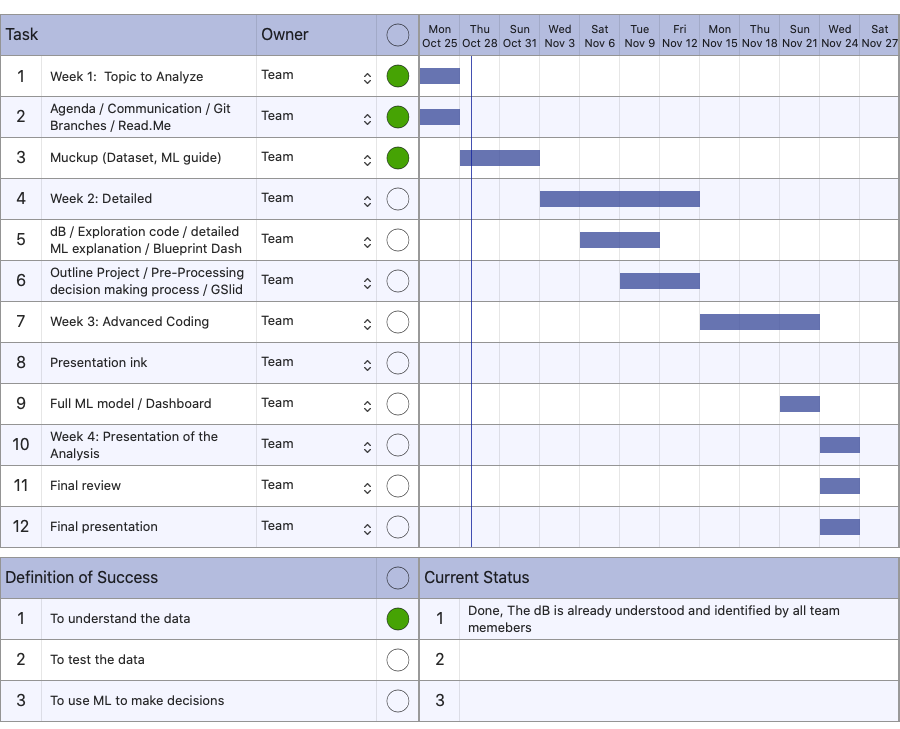 Task
Owner
Mon Thu Sun Wed Sat Tue Fri Mon Thu Sun Wed Sat
Oct 25 Oct 28 Oct 31 Nov 3 Nov 6 Nov 9 Nov 12 Nov 15 Nov 18 Nov 21 Nov 24 Nov 27
1 Week 1:  Topic to Analyze Team
2 Agenda / Communication / Git Team
Branches / Read.Me
3 Muckup (Dataset, ML guide) Team
4 Week 2: Detailed Team
5 dB / Exploration code / detailed Team
ML explanation / Blueprint Dash
6 Outline Project / Pre-Processing Team
decision making process / GSlid
7 Week 3: Advanced Coding Team
8 Presentation ink Team
9 Full ML model / Dashboard Team
10 Week 4: Presentation of the Team
Analysis
11 Final review Team
12 Final presentation Team
Definition of Success
Current Status
1 To understand the data
1 Done, The dB is already understood and identified by all team
memebers
2 To test the data
2
3 To use ML to make decisions
3